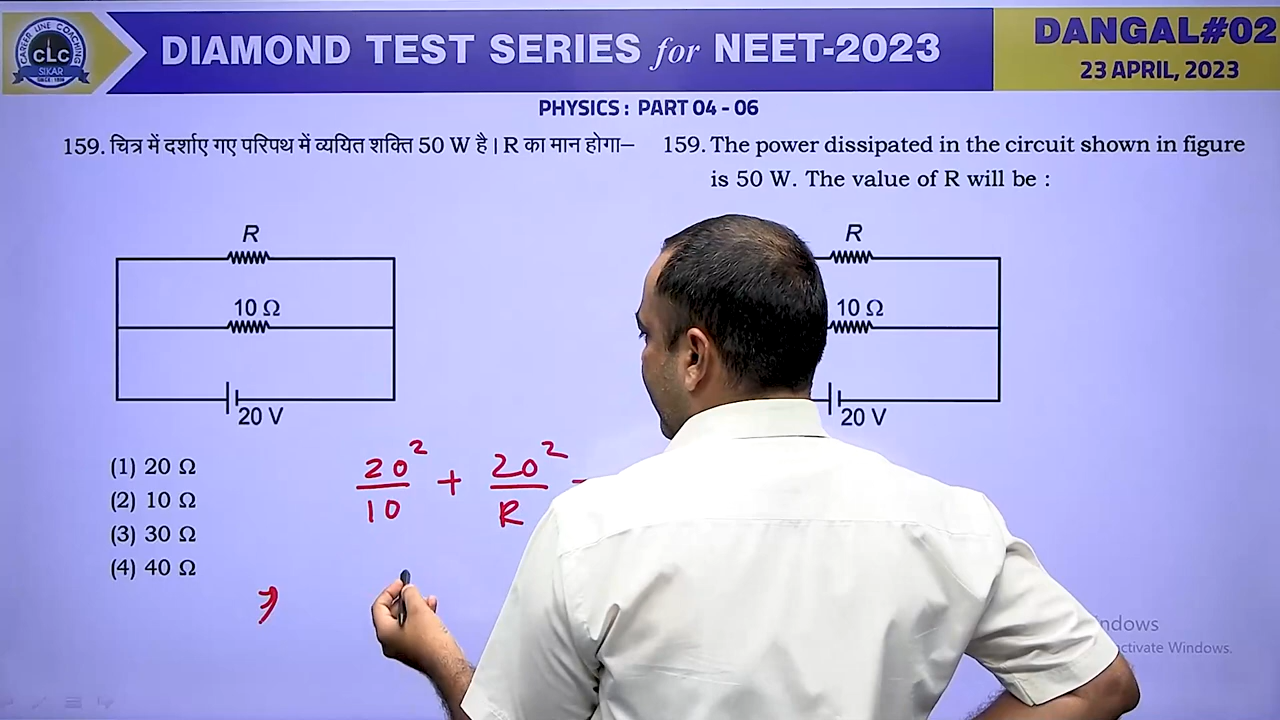 CAREER LINE COACHING
CLC
SIKAR
DIAMOND TEST SERIES for NEET-2023
DANGAL#02
23 APRIL, 2023
PHYSICS : PART 04 - 06
159. चित्र में दर्शाए गए परिपथ में व्ययित शक्ति 50 W है। R का मान होगा–
159. The power dissipated in the circuit shown in figure
is 50 W. The value of R will be :
R
10 Ω
20 V
R
10 Ω
20 V
(1) 20 Ω
(2) 10 Ω
(3) 30 Ω
(4) 40 Ω
20² + 20²
10 R
ctivate Windows.